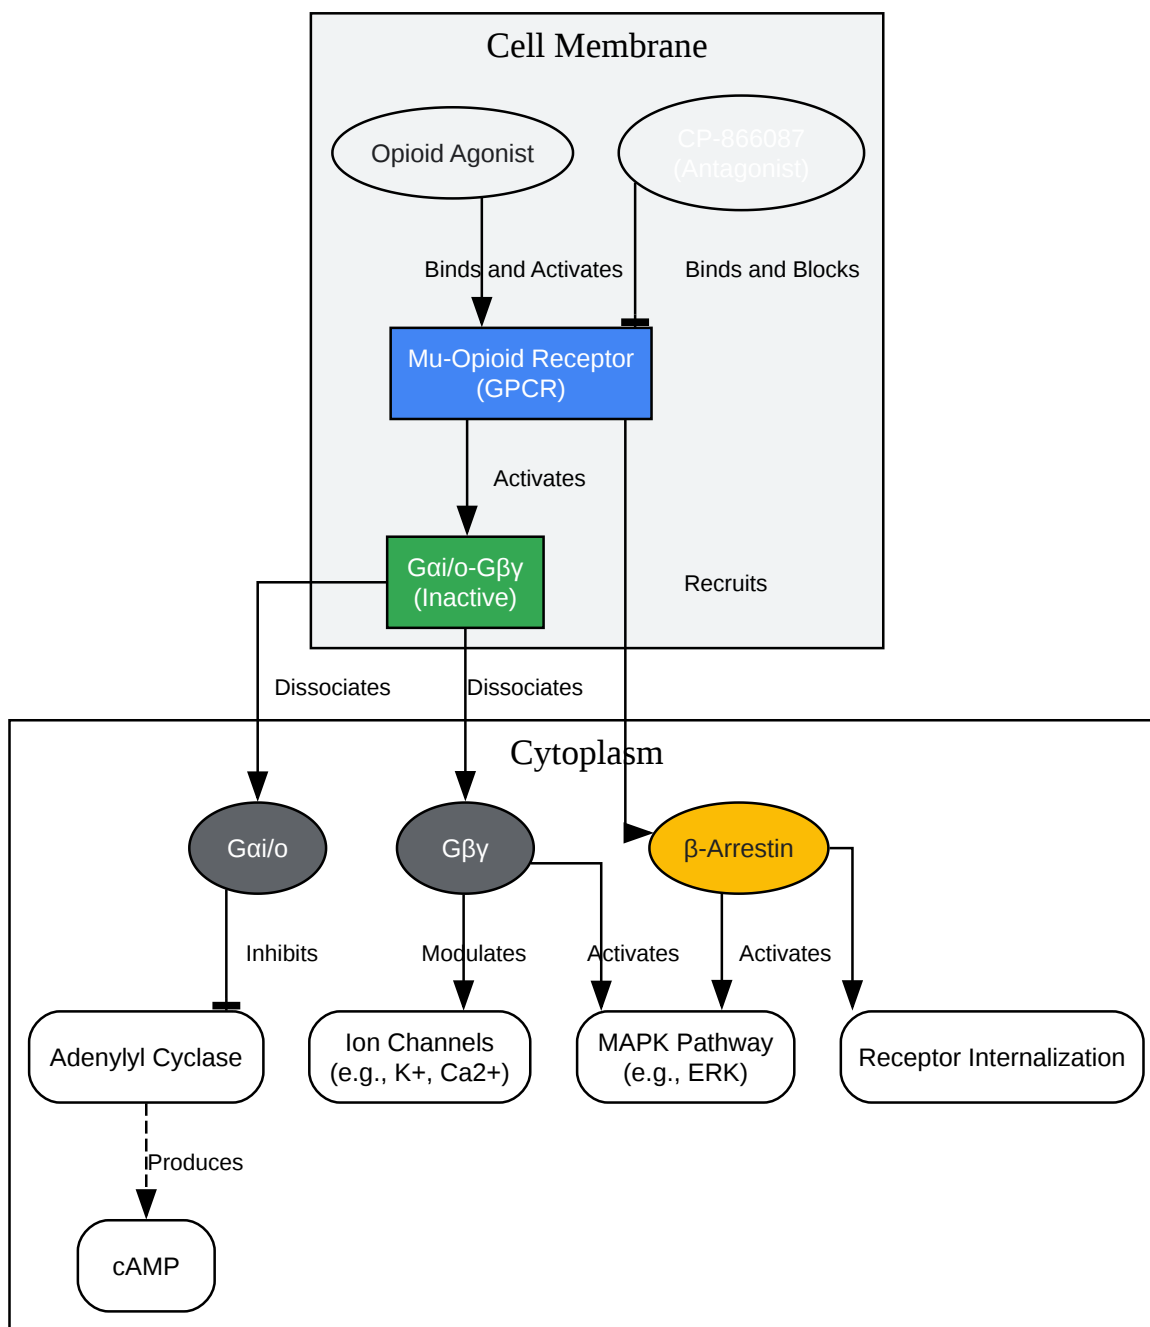 Cell Membrane
Opioid Agonist
CP-866087
(Antagonist)
Binds and Activates
Binds and Blocks
Mu-Opioid Receptor
(GPCR)
Activates
Gαi/o-Gβγ
(Inactive)
Recruits
Dissociates
Dissociates
Cytoplasm
Gαi/o
Gβγ
β-Arrestin
Inhibits
Modulates
Activates
Activates
Adenylyl Cyclase
Ion Channels
(e.g., K+, Ca2+)
MAPK Pathway
(e.g., ERK)
Receptor Internalization
Produces
cAMP